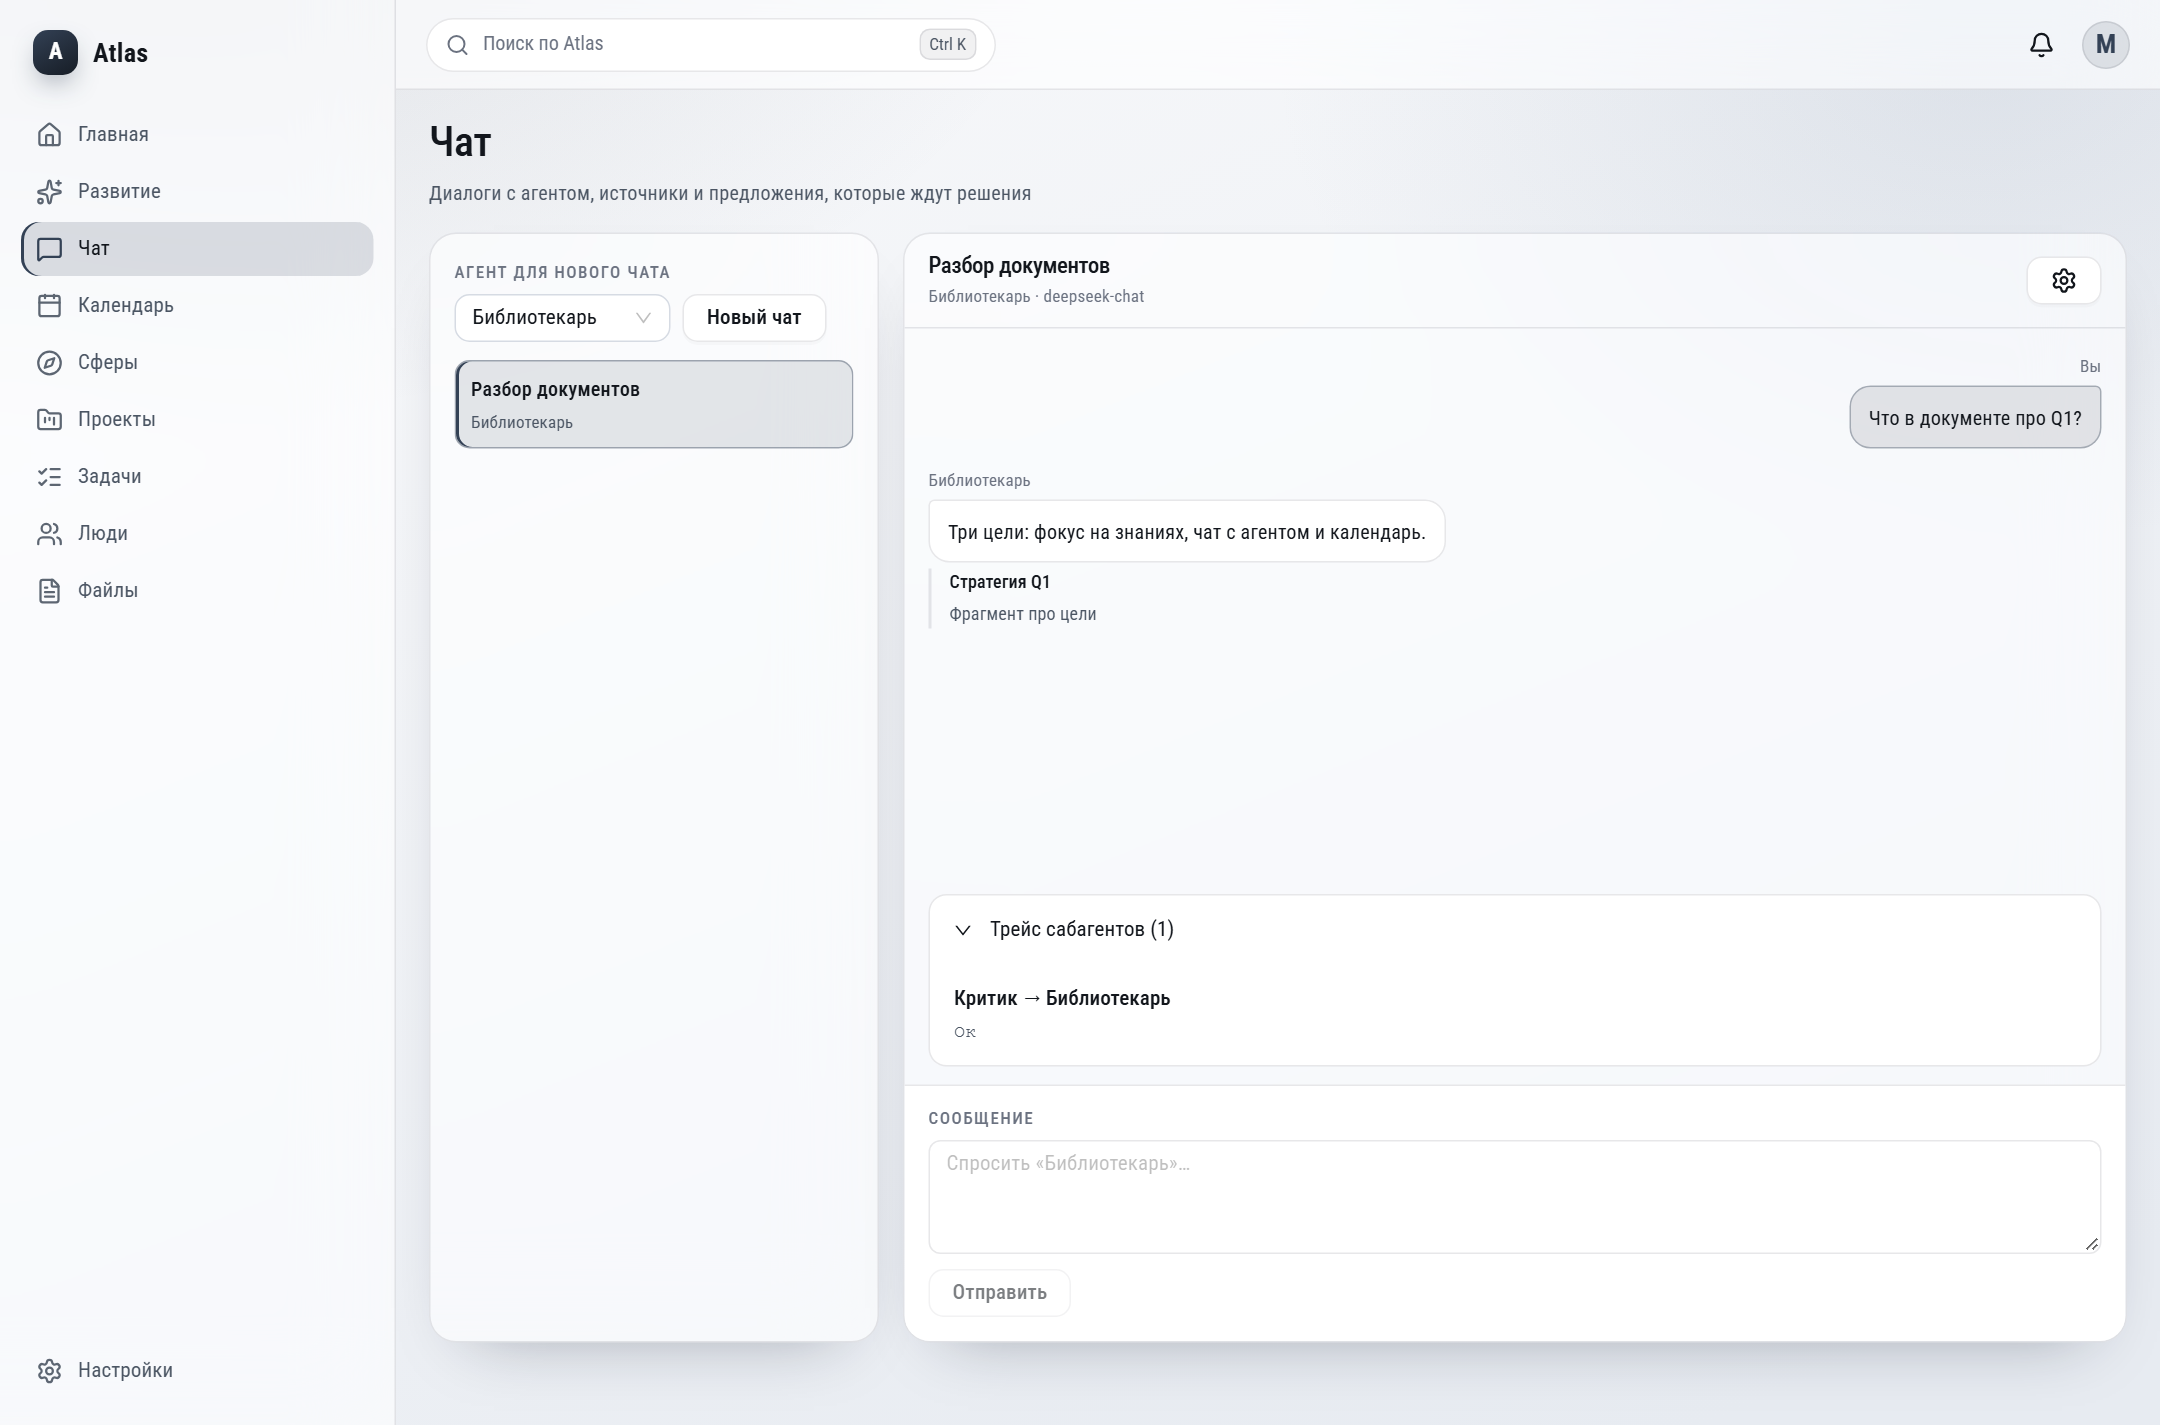 A
Atlas
Главная
Развитие
Чат
Календарь
Сферы
Проекты
Задачи
Люди
Файлы
Настройки
Поиск по Atlas
Ctrl K
M
Чат
Диалоги с агентом, источники и предложения, которые ждут решения
АГЕНТ ДЛЯ НОВОГО ЧАТА
Библиотекарь
Новый чат
Разбор документов
Библиотекарь
Разбор документов
Библиотекарь · deepseek-chat
Вы
Что в документе про Q1?
Библиотекарь
Три цели: фокус на знаниях, чат с агентом и календарь.
Стратегия Q1
Фрагмент про цели
Трейс сабагентов (1)
Критик → Библиотекарь
Ок
СООБЩЕНИЕ
Спросить «Библиотекарь»…
Отправить